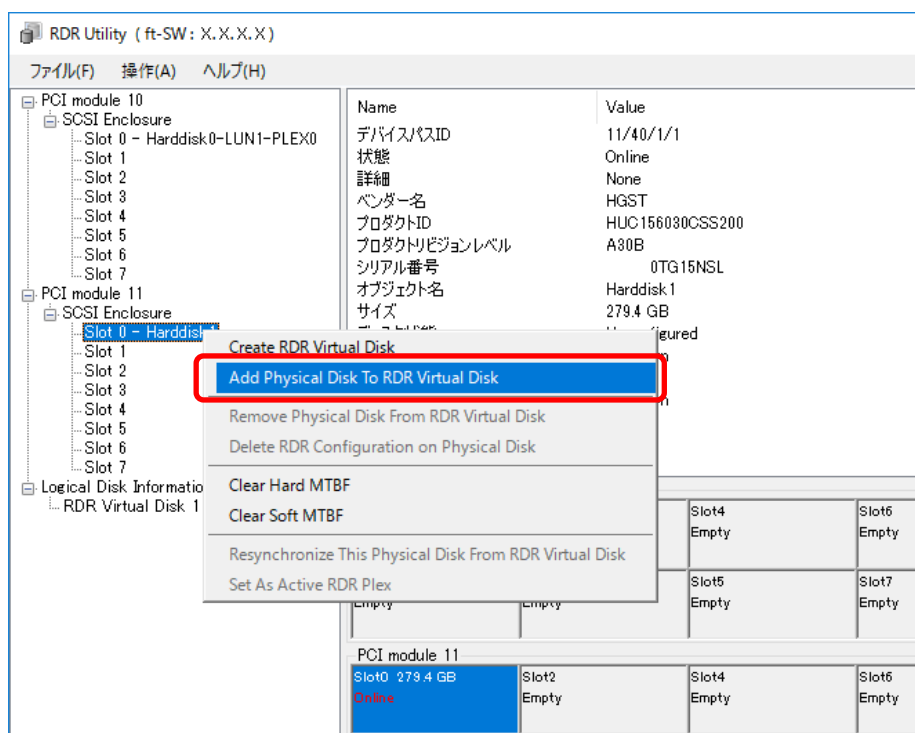 RDR Utility ( ft-SW : X.X.X.X )
ファイル(F) 操作(A) ヘルプ(H)
PCI module 10
SCSI Enclosure
Slot 0 - Harddisk0-LUN1-PLEX0
Slot 1
Slot 2
Slot 3
Slot 4
Slot 5
Slot 6
Slot 7
PCI module 11
SCSI Enclosure
Slot 0 - Harddisk1
Slot 1
Slot 2
Slot 3
Slot 4
Slot 5
Slot 6
Slot 7
Logical Disk Informatio
RDR Virtual Disk 1
Name Value
デバイスパスID 11/40/1/1
状態 Online
詳細 None
ベンダー名 HGST
プロダクトID HUC156030CSS200
プロダクトリビジョンレベル A30B
シリアル番号 0TG15NSL
オブジェクト名 Harddisk1
サイズ 279.4 GB
Create RDR Virtual Disk
Add Physical Disk To RDR Virtual Disk
Remove Physical Disk From RDR Virtual Disk
Delete RDR Configuration on Physical Disk
Clear Hard MTBF
Clear Soft MTBF
Resynchronize This Physical Disk From RDR Virtual Disk
Set As Active RDR Plex
Slot4 Slot6
Empty Empty
Slot5 Slot7
Empty Empty Empty Empty
PCI module 11
Slot0 279.4 GB Slot2 Slot4 Slot6
Online Empty Empty Empty